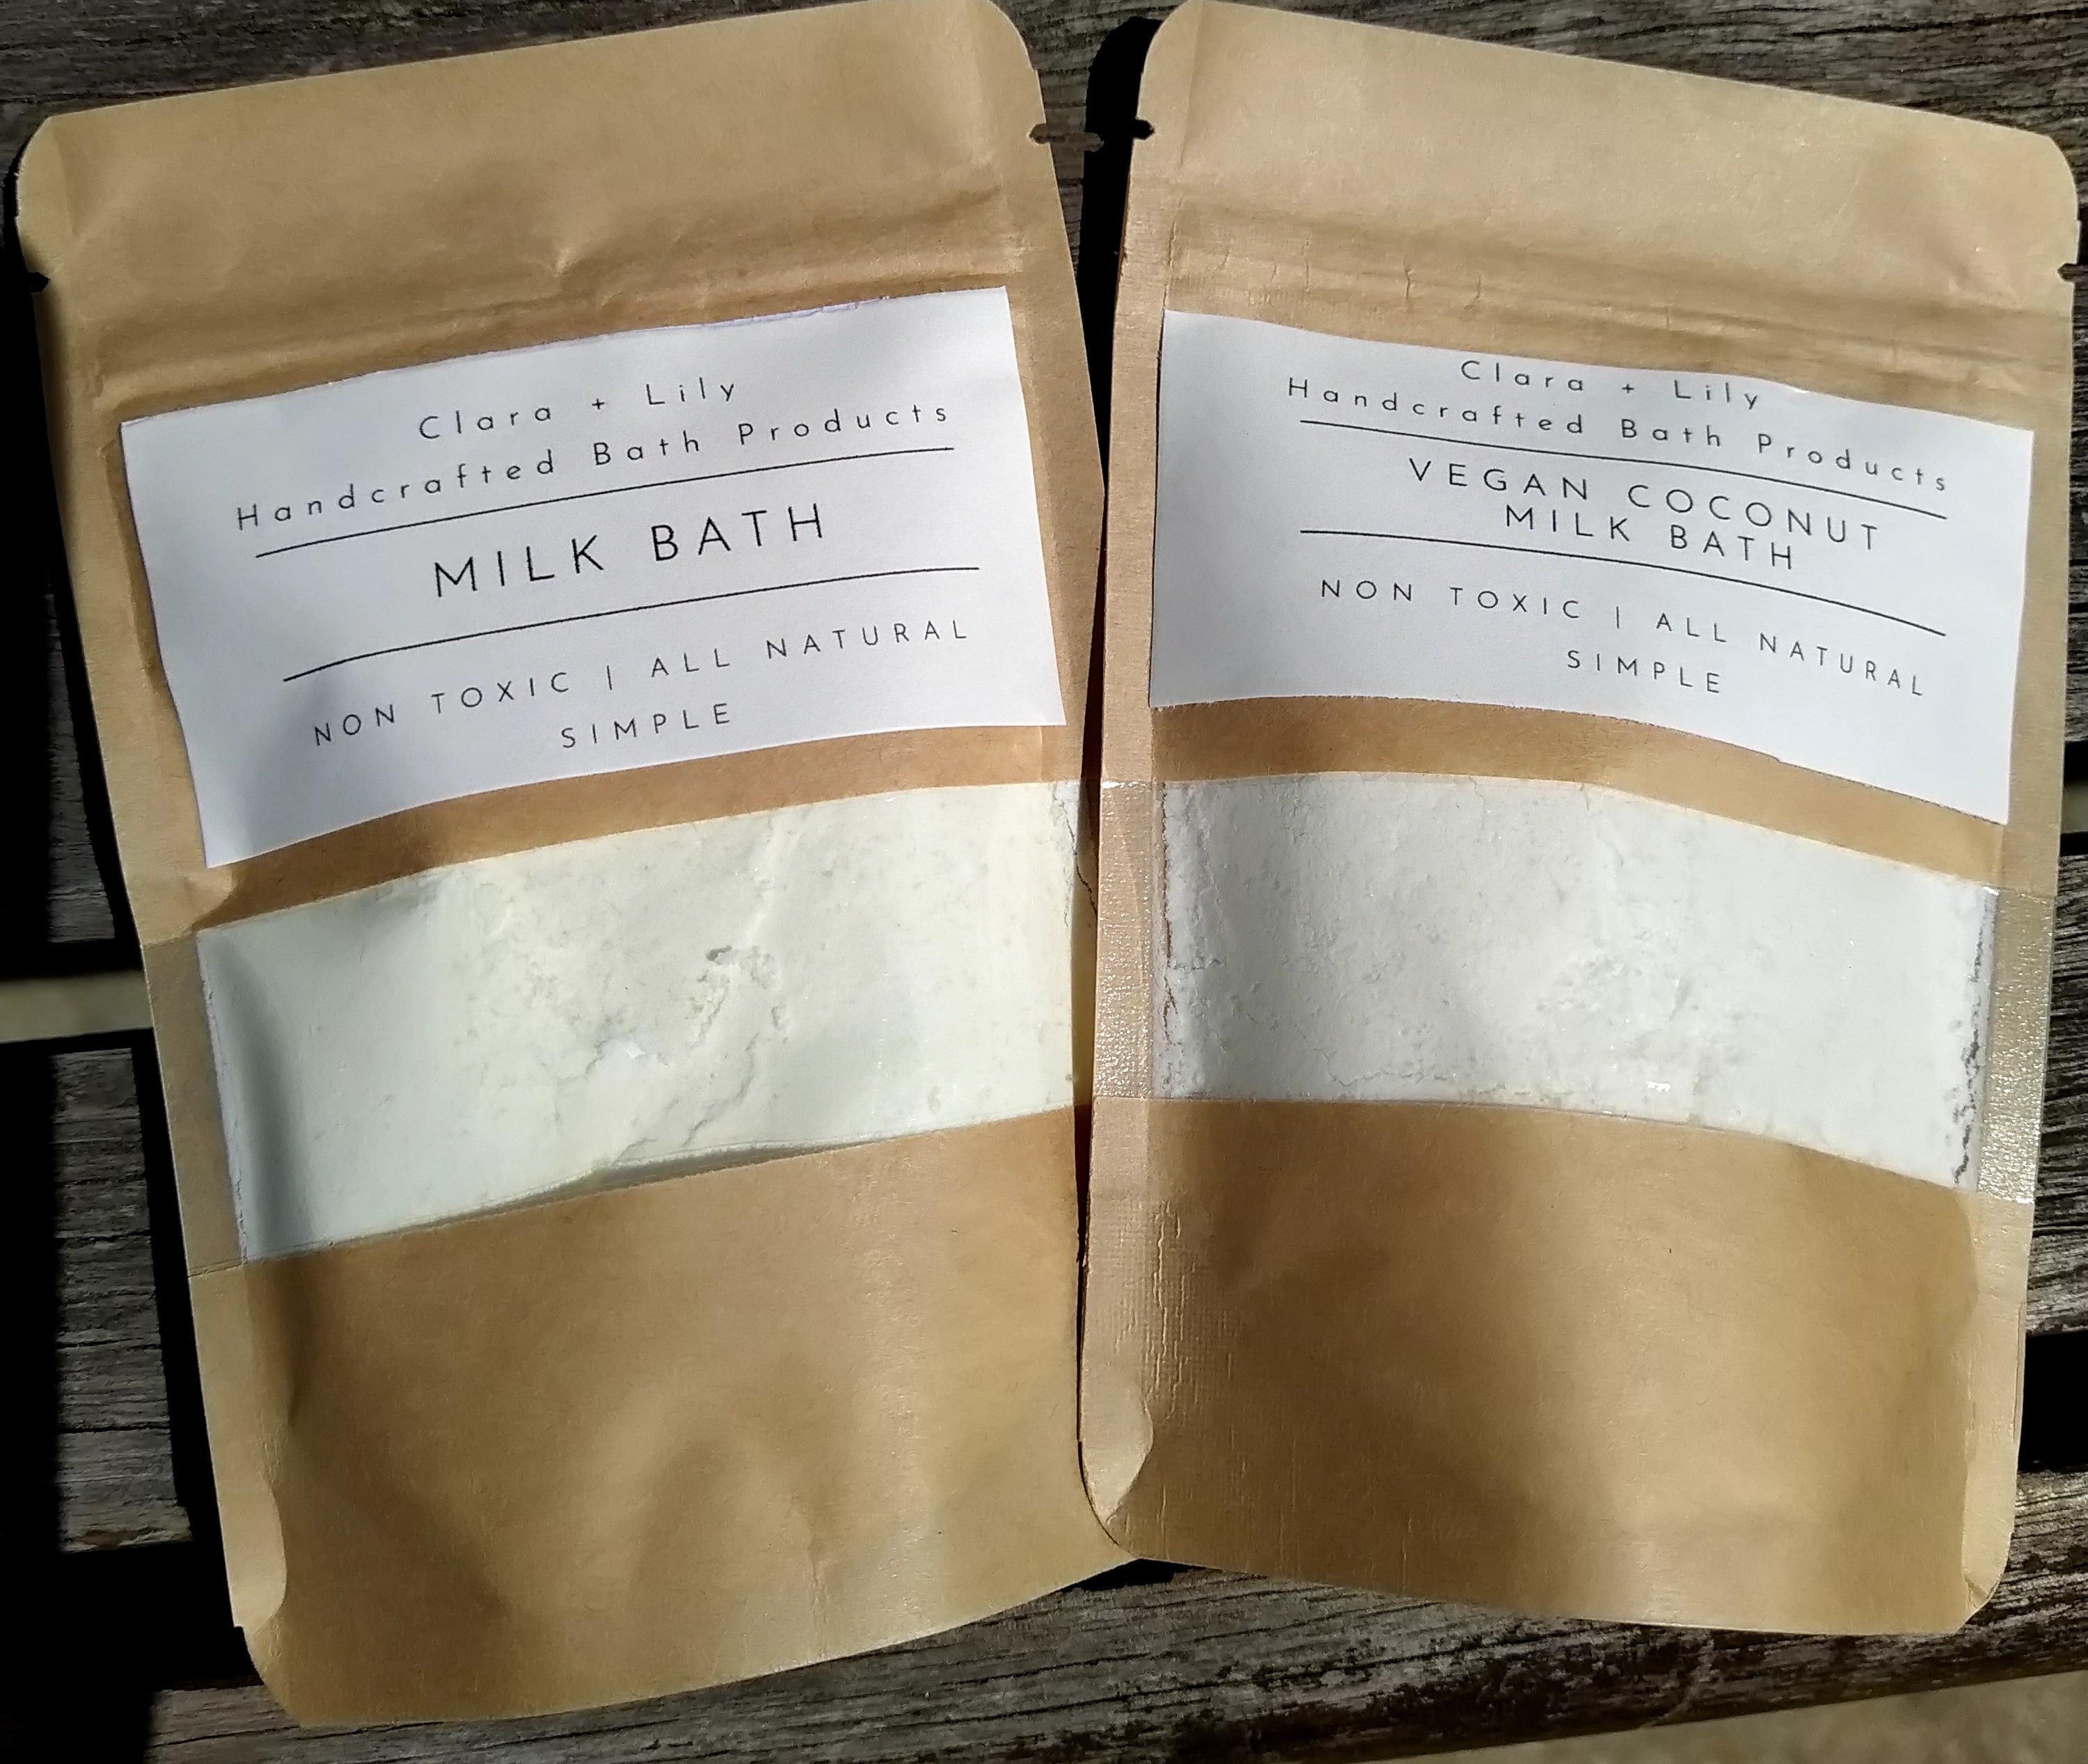 Clara + Lily
Handcrafted Bath Products
MILK BATH
NON TOXIC | ALL NATURAL
SIMPLE
Clara + Lily
Handcrafted Bath Products
VEGAN COCONUT
MILK BATH
NON TOXIC | ALL NATURAL
SIMPLE